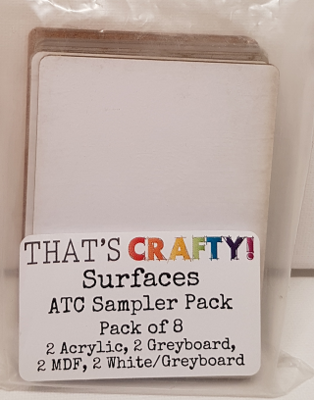 THAT'S CRAFTY!
Surfaces
ATC Sampler Pack
Pack of 8
2 Acrylic, 2 Greyboard,
2 MDF, 2 White/Greyboard